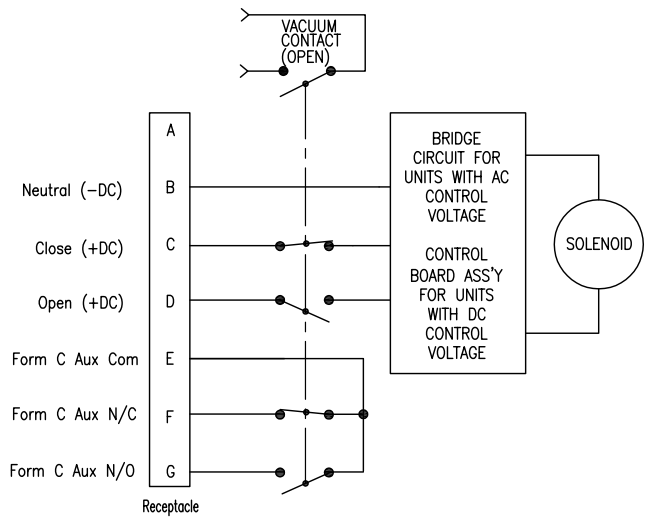 VACUUM
CONTACT
(OPEN)
A
BRIDGE
CIRCUIT FOR
UNITS WITH AC
CONTROL
VOLTAGE
Neutral (-DC) B
Close (+DC) C
SOLENOID
CONTROL
BOARD ASS'Y
FOR UNITS
WITH DC
CONTROL
VOLTAGE
Open (+DC) D
Form C Aux Com E
Form C Aux N/C F
Form C Aux N/O G
Receptacle